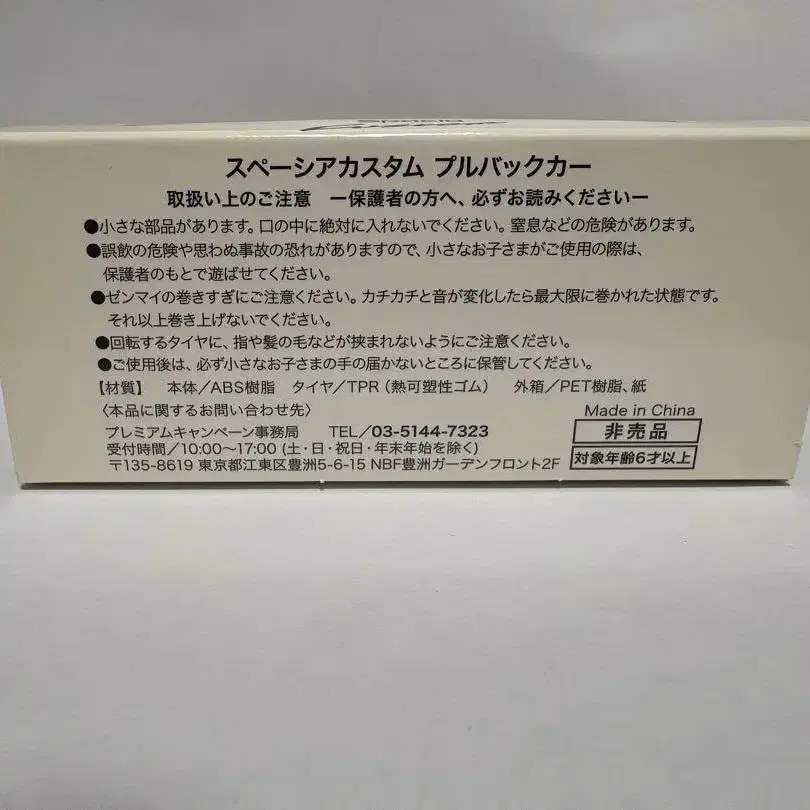 スペーシアカスタム プルバックカー
取扱い上のご注意 ー保護者の方へ、必ずお読みくださいー
●小さな部品があります。口の中に絶対に入れないでください。窒息などの危険があります。
●誤飲の危険や思わぬ事故の恐れがありますので、小さなお子さまがご使用の際は、
保護者のもとで遊ばせてください。
●ゼンマイの巻きすぎにご注意ください。カチカチと音が変化したら最大限に巻かれた状態です。
それ以上巻き上げないでください。
●回転するタイヤに、指や髪の毛などが挟まれないようにご注意ください。
●ご使用後は、必ず小さなお子さまの手の届かないところに保管してください。
【材質】 本体／ABS樹脂 タイヤ／TPR（熱可塑性ゴム） 外箱／PET樹脂、紙
〈本品に関するお問い合わせ先〉
プレミアムキャンペーン事務局 TEL／03-5144-7323
受付時間／10:00〜17:00 (土・日・祝日・年末年始を除く)
〒135-8619 東京都江東区豊洲5-6-15 NBF豊洲ガーデンフロント2F
Made in China
非売品
対象年齢6才以上